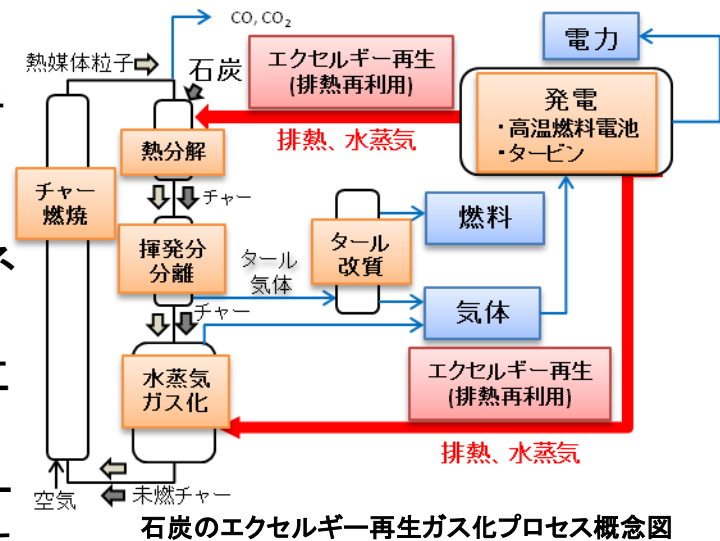 CO, CO₂
熱媒体粒子
石炭
エクセルギー再生
(排熱再利用)
電力
発電
・高温燃料電池
・タービン
排熱、水蒸気
熱分解
チャー
燃焼
チャー
揮発分
分離
タール
気体
タール
改質
燃料
気体
チャー
水蒸気
ガス化
エクセルギー再生
(排熱再利用)
排熱、水蒸気
空気
未燃チャー
石炭のエクセルギー再生ガス化プロセス概念図